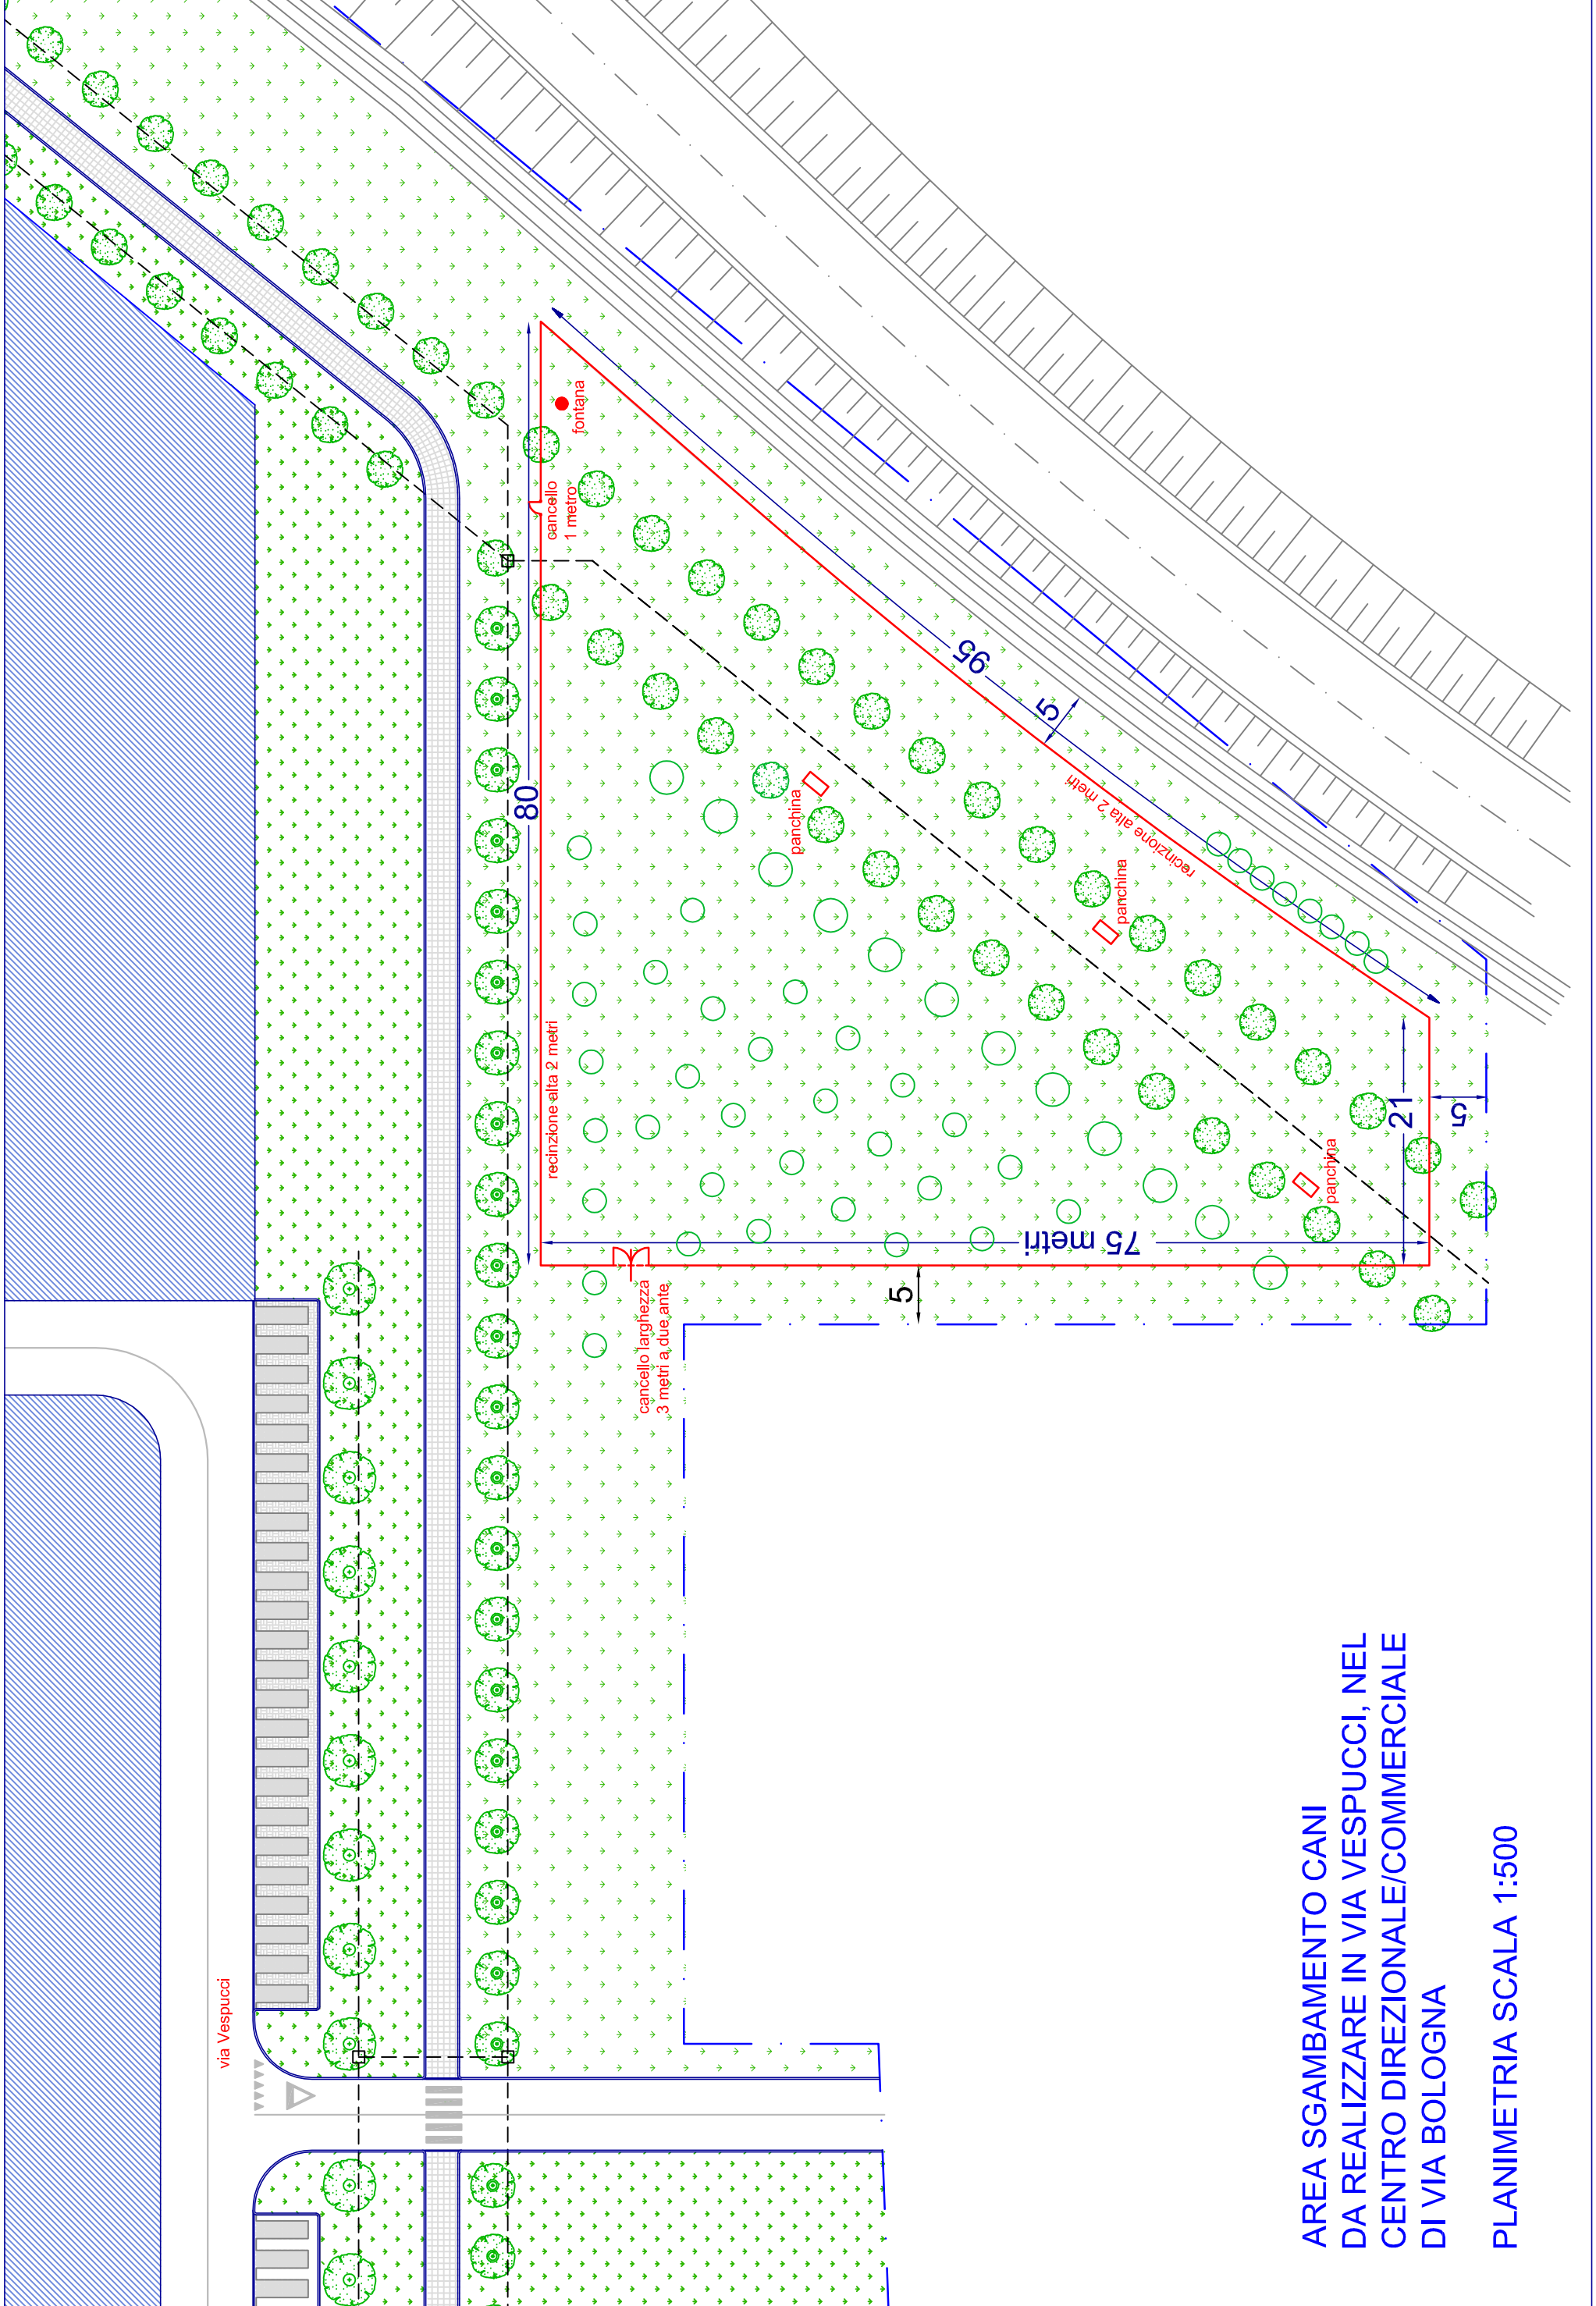 via Vespucci
80
cancello
1 metro
fontana
recinzione alta 2 metri
cancello larghezza
3 metri a due ante
panchina
panchina
panchina
95
5
recinzione alta 2 metri
75 metri
5
21
5
AREA SGAMBAMENTO CANI
DA REALIZZARE IN VIA VESPUCCI, NEL
CENTRO DIREZIONALE/COMMERCIALE
DI VIA BOLOGNA
PLANIMETRIA SCALA 1:500